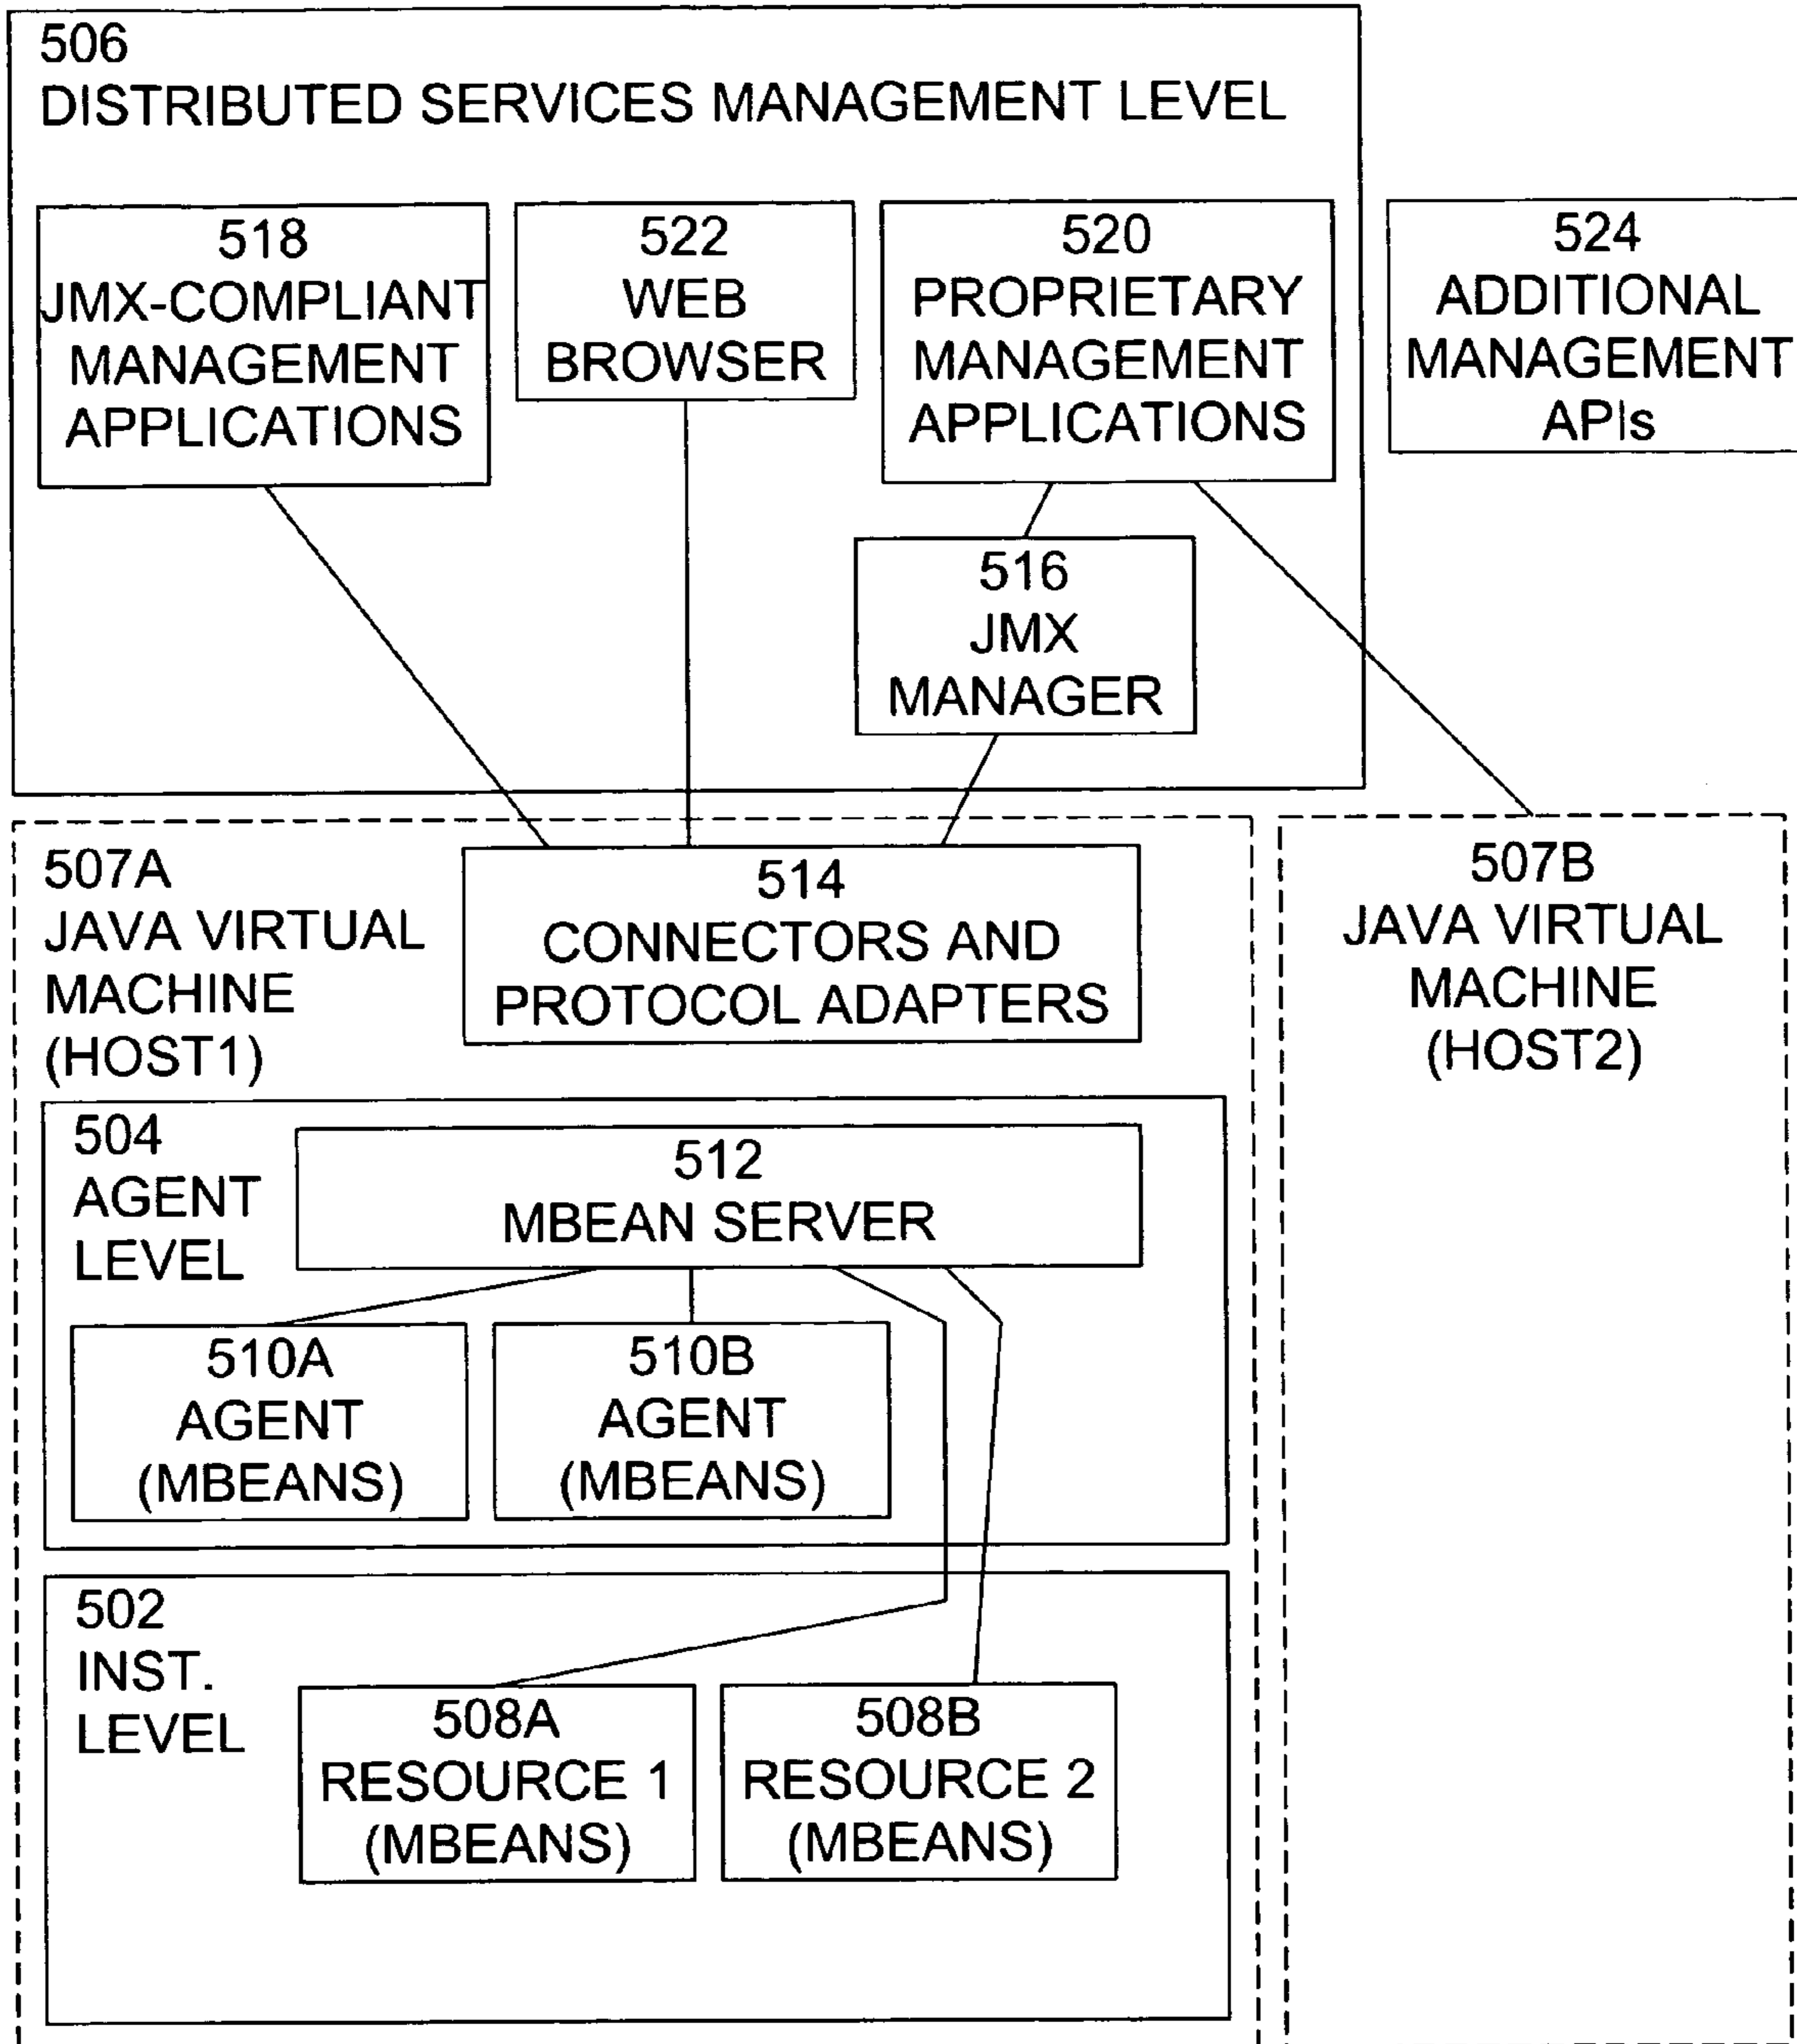 506
DISTRIBUTED SERVICES MANAGEMENT LEVEL
518
JMX-COMPLIANT
MANAGEMENT
APPLICATIONS
522
WEB
BROWSER
520
PROPRIETARY
MANAGEMENT
APPLICATIONS
524
ADDITIONAL
MANAGEMENT
APIs
516
JMX
MANAGER
507A
JAVA VIRTUAL
MACHINE
(HOST1)
514
CONNECTORS AND
PROTOCOL ADAPTERS
507B
JAVA VIRTUAL
MACHINE
(HOST2)
504
AGENT
LEVEL
512
MBEAN SERVER
510A
AGENT
(MBEANS)
510B
AGENT
(MBEANS)
502
INST.
LEVEL
508A
RESOURCE 1
(MBEANS)
508B
RESOURCE 2
(MBEANS)